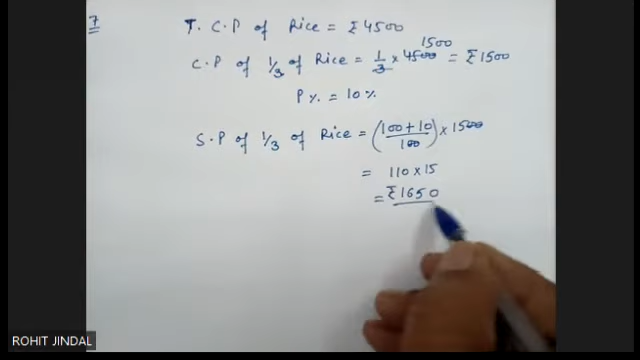 7
T. C.P of Rice = ₹4500
1500
C.P of 1/3 of Rice = 1/3 × 4500 = ₹1500
P% = 10%
S.P of 1/3 of Rice = (100+10/100) × 1500
= 110 × 15
= ₹1650
ROHIT JINDAL